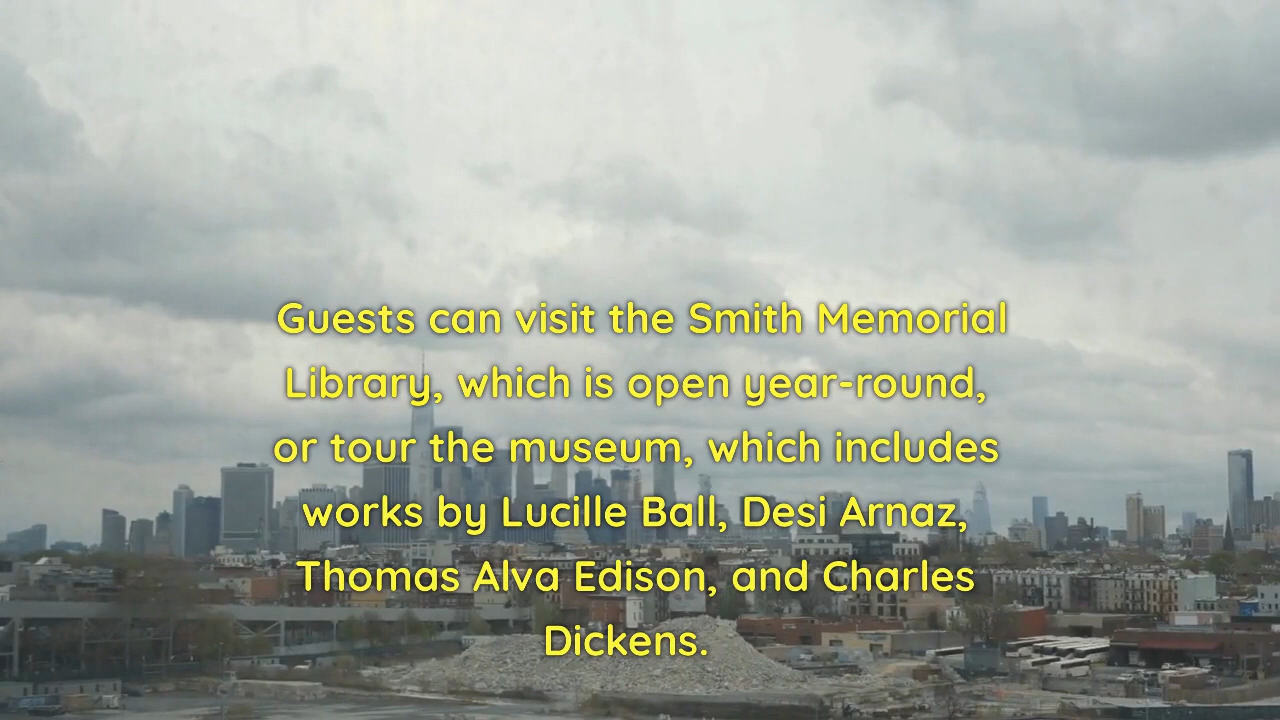 Guests can visit the Smith Memorial
Library, which is open year-round,
or tour the museum, which includes
works by Lucille Ball, Desi Arnaz,
Thomas Alva Edison, and Charles
Dickens.